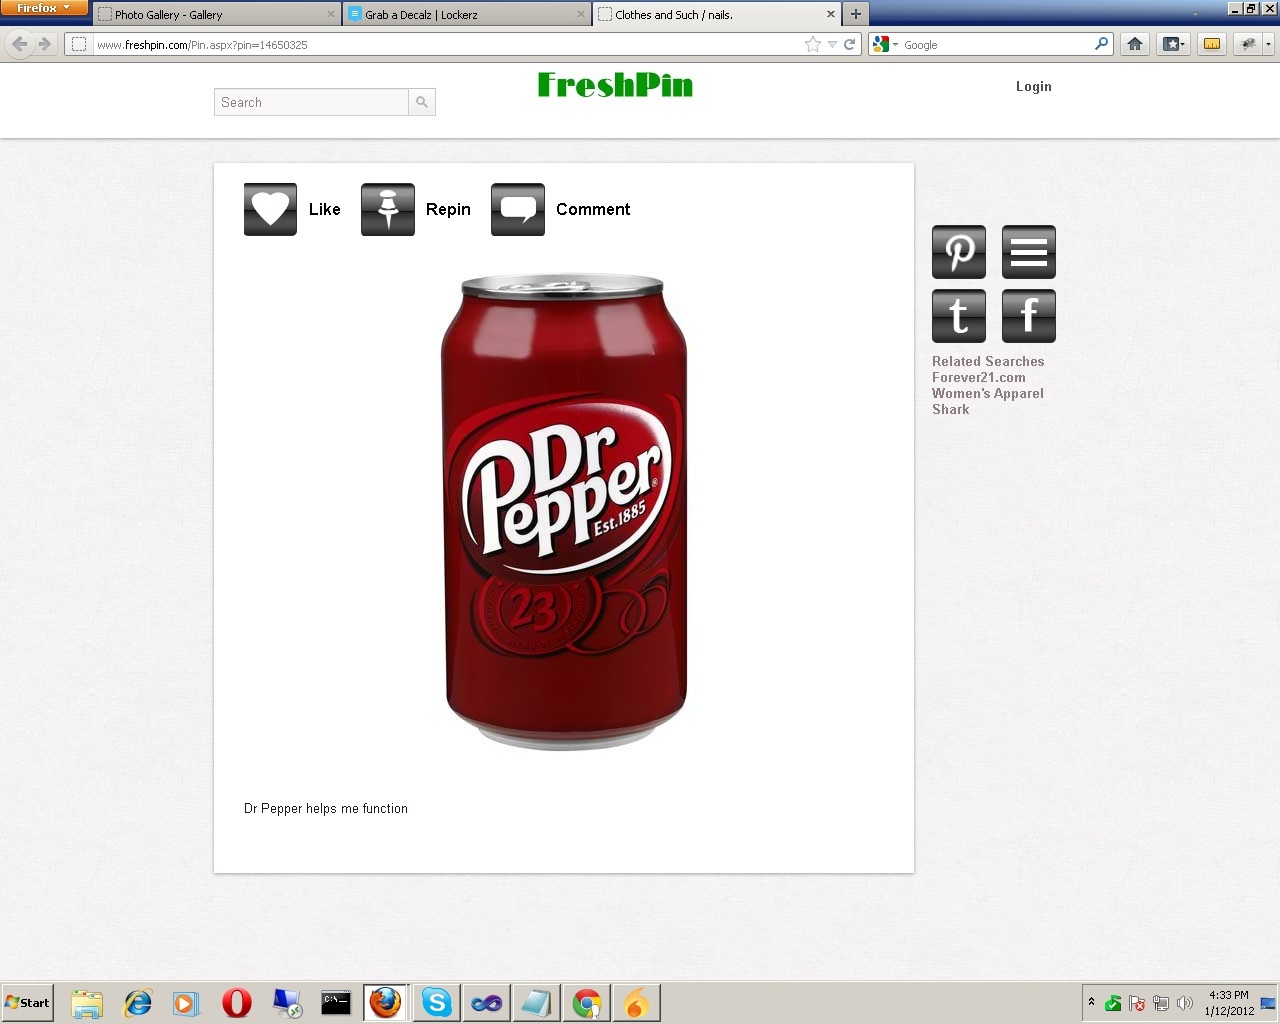 Firefox
Photo Gallery - Gallery
Grab a Decalz | Lockerz
Clothes and Such / nails.
www.freshpin.com/Pin.aspx?pin=14650325
Google
Search
FreshPin
Login
Like
Repin
Comment
Dr
Pepper
Est.1885
23
Related Searches
Forever21.com
Women's Apparel
Shark
Dr Pepper helps me function
Start
4:33 PM
1/12/2012